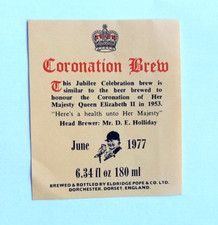 Coronation Brew
This Jubilee Celebration brew is
similar to the beer brewed to
honour the Coronation of Her
Majesty Queen Elizabeth II in 1953.
"Here's a health unto Her Majesty"
Head Brewer: Mr. D. E. Holliday
June 1977
6.34 fl oz 180 ml
BREWED & BOTTLED BY ELDRIDGE POPE & CO. LTD.
DORCHESTER, DORSET, ENGLAND.